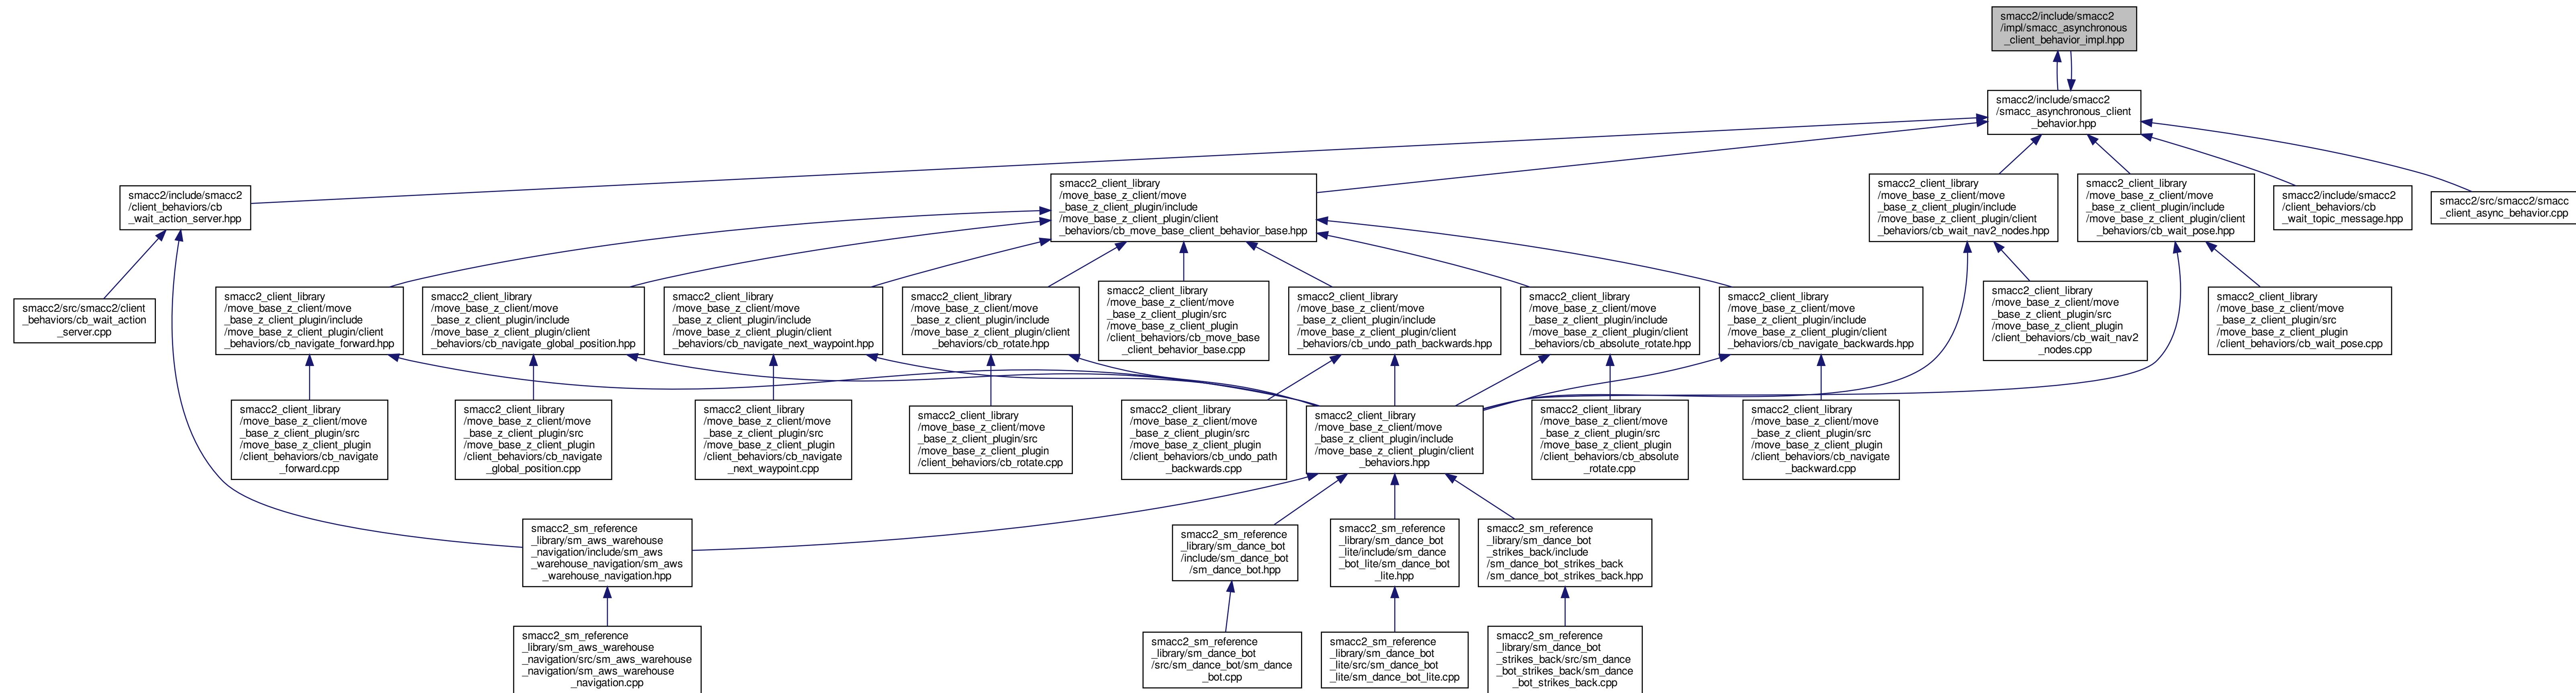 smacc2/include/smacc2
/impl/smacc_asynchronous
_client_behavior_impl.hpp
smacc2/include/smacc2
/smacc_asynchronous_client
_behavior.hpp
smacc2/include/smacc2
/client_behaviors/cb
_wait_action_server.hpp
smacc2_client_library
/move_base_z_client/move
_base_z_client_plugin/include
/move_base_z_client_plugin/client
_behaviors/cb_move_base_client_behavior_base.hpp
smacc2_client_library
/move_base_z_client/move
_base_z_client_plugin/include
/move_base_z_client_plugin/client
_behaviors/cb_wait_nav2_nodes.hpp
smacc2_client_library
/move_base_z_client/move
_base_z_client_plugin/include
/move_base_z_client_plugin/client
_behaviors/cb_wait_pose.hpp
smacc2/include/smacc2
/client_behaviors/cb
_wait_topic_message.hpp
smacc2/src/smacc2/smacc
_client_async_behavior.cpp
smacc2/src/smacc2/client
_behaviors/cb_wait_action
_server.cpp
smacc2_client_library
/move_base_z_client/move
_base_z_client_plugin/include
/move_base_z_client_plugin/client
_behaviors/cb_navigate_forward.hpp
smacc2_client_library
/move_base_z_client/move
_base_z_client_plugin/include
/move_base_z_client_plugin/client
_behaviors/cb_navigate_global_position.hpp
smacc2_client_library
/move_base_z_client/move
_base_z_client_plugin/include
/move_base_z_client_plugin/client
_behaviors/cb_navigate_next_waypoint.hpp
smacc2_client_library
/move_base_z_client/move
_base_z_client_plugin/include
/move_base_z_client_plugin/client
_behaviors/cb_rotate.hpp
smacc2_client_library
/move_base_z_client/move
_base_z_client_plugin/src
/move_base_z_client_plugin
/client_behaviors/cb_move_base
_client_behavior_base.cpp
smacc2_client_library
/move_base_z_client/move
_base_z_client_plugin/include
/move_base_z_client_plugin/client
_behaviors/cb_undo_path_backwards.hpp
smacc2_client_library
/move_base_z_client/move
_base_z_client_plugin/include
/move_base_z_client_plugin/client
_behaviors/cb_absolute_rotate.hpp
smacc2_client_library
/move_base_z_client/move
_base_z_client_plugin/include
/move_base_z_client_plugin/client
_behaviors/cb_navigate_backwards.hpp
smacc2_client_library
/move_base_z_client/move
_base_z_client_plugin/src
/move_base_z_client_plugin
/client_behaviors/cb_wait_nav2
_nodes.cpp
smacc2_client_library
/move_base_z_client/move
_base_z_client_plugin/src
/move_base_z_client_plugin
/client_behaviors/cb_wait_pose.cpp
smacc2_client_library
/move_base_z_client/move
_base_z_client_plugin/src
/move_base_z_client_plugin
/client_behaviors/cb_navigate
_forward.cpp
smacc2_client_library
/move_base_z_client/move
_base_z_client_plugin/src
/move_base_z_client_plugin
/client_behaviors/cb_navigate
_global_position.cpp
smacc2_client_library
/move_base_z_client/move
_base_z_client_plugin/src
/move_base_z_client_plugin
/client_behaviors/cb_navigate
_next_waypoint.cpp
smacc2_client_library
/move_base_z_client/move
_base_z_client_plugin/src
/move_base_z_client_plugin
/client_behaviors/cb_rotate.cpp
smacc2_client_library
/move_base_z_client/move
_base_z_client_plugin/src
/move_base_z_client_plugin
/client_behaviors/cb_undo_path
_backwards.cpp
smacc2_client_library
/move_base_z_client/move
_base_z_client_plugin/include
/move_base_z_client_plugin/client
_behaviors.hpp
smacc2_client_library
/move_base_z_client/move
_base_z_client_plugin/src
/move_base_z_client_plugin
/client_behaviors/cb_absolute
_rotate.cpp
smacc2_client_library
/move_base_z_client/move
_base_z_client_plugin/src
/move_base_z_client_plugin
/client_behaviors/cb_navigate
_backward.cpp
smacc2_sm_reference
_library/sm_aws_warehouse
_navigation/include/sm_aws
_warehouse_navigation/sm_aws
_warehouse_navigation.hpp
smacc2_sm_reference
_library/sm_dance_bot
/include/sm_dance_bot
/sm_dance_bot.hpp
smacc2_sm_reference
_library/sm_dance_bot
_lite/include/sm_dance
_bot_lite/sm_dance_bot
_lite.hpp
smacc2_sm_reference
_library/sm_dance_bot
_strikes_back/include
/sm_dance_bot_strikes_back
/sm_dance_bot_strikes_back.hpp
smacc2_sm_reference
_library/sm_aws_warehouse
_navigation/src/sm_aws_warehouse
_navigation/sm_aws_warehouse
_navigation.cpp
smacc2_sm_reference
_library/sm_dance_bot
/src/sm_dance_bot/sm_dance
_bot.cpp
smacc2_sm_reference
_library/sm_dance_bot
_lite/src/sm_dance_bot
_lite/sm_dance_bot_lite.cpp
smacc2_sm_reference
_library/sm_dance_bot
_strikes_back/src/sm_dance
_bot_strikes_back/sm_dance
_bot_strikes_back.cpp